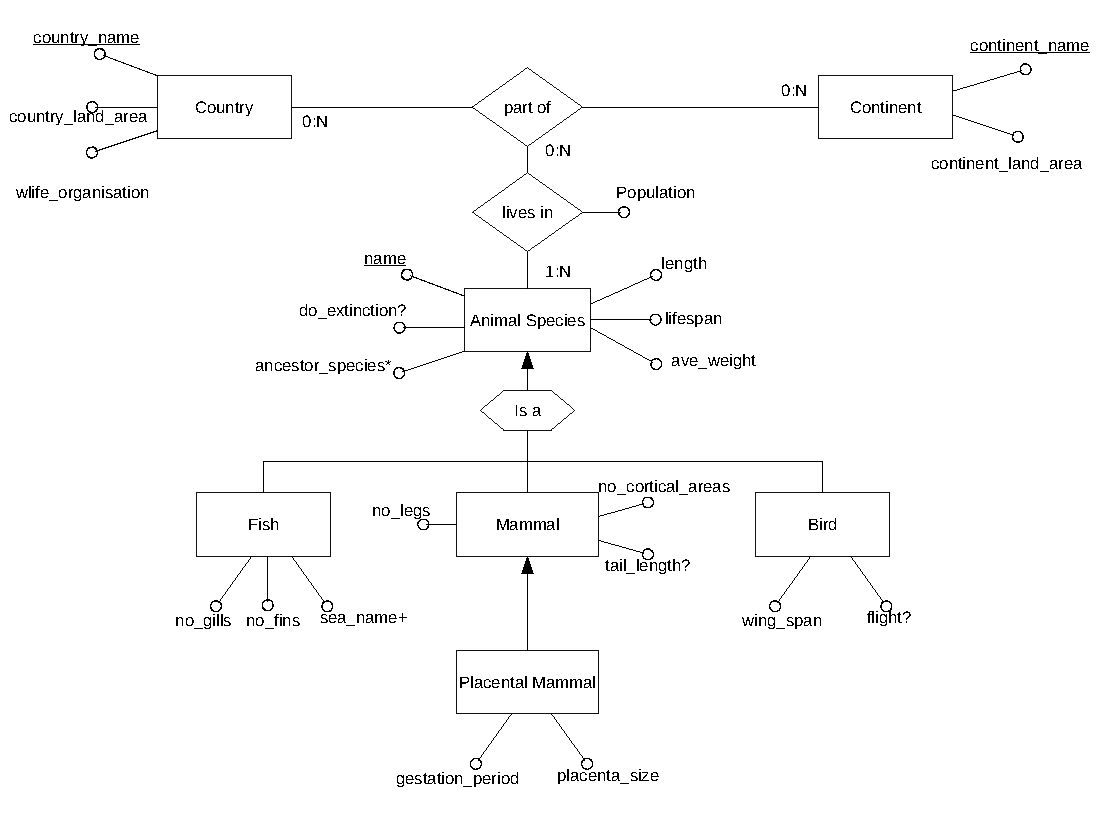 country_name
continent_name
0:N
Country
part of
Continent
country_land_area
0:N
0:N
continent_land_area
wlife_organisation
Population
lives in
name
length
1:N
do_extinction?
Animal Species
lifespan
ancestor_species*
ave_weight
Is a
no_cortical_areas
no_legs
Fish
Mammal
Bird
tail_length?
no_gills
no_fins
sea_name+
wing_span
flight?
Placental Mammal
gestation_period
placenta_size